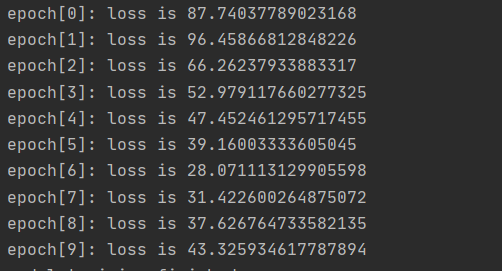 epoch[0]: loss is 87.74037789023168
epoch[1]: loss is 96.45866812848226
epoch[2]: loss is 66.26237933883317
epoch[3]: loss is 52.979117660277325
epoch[4]: loss is 47.452461295717455
epoch[5]: loss is 39.16003333605045
epoch[6]: loss is 28.071113129905598
epoch[7]: loss is 31.422600264875072
epoch[8]: loss is 37.626764733582135
epoch[9]: loss is 43.325934617787894